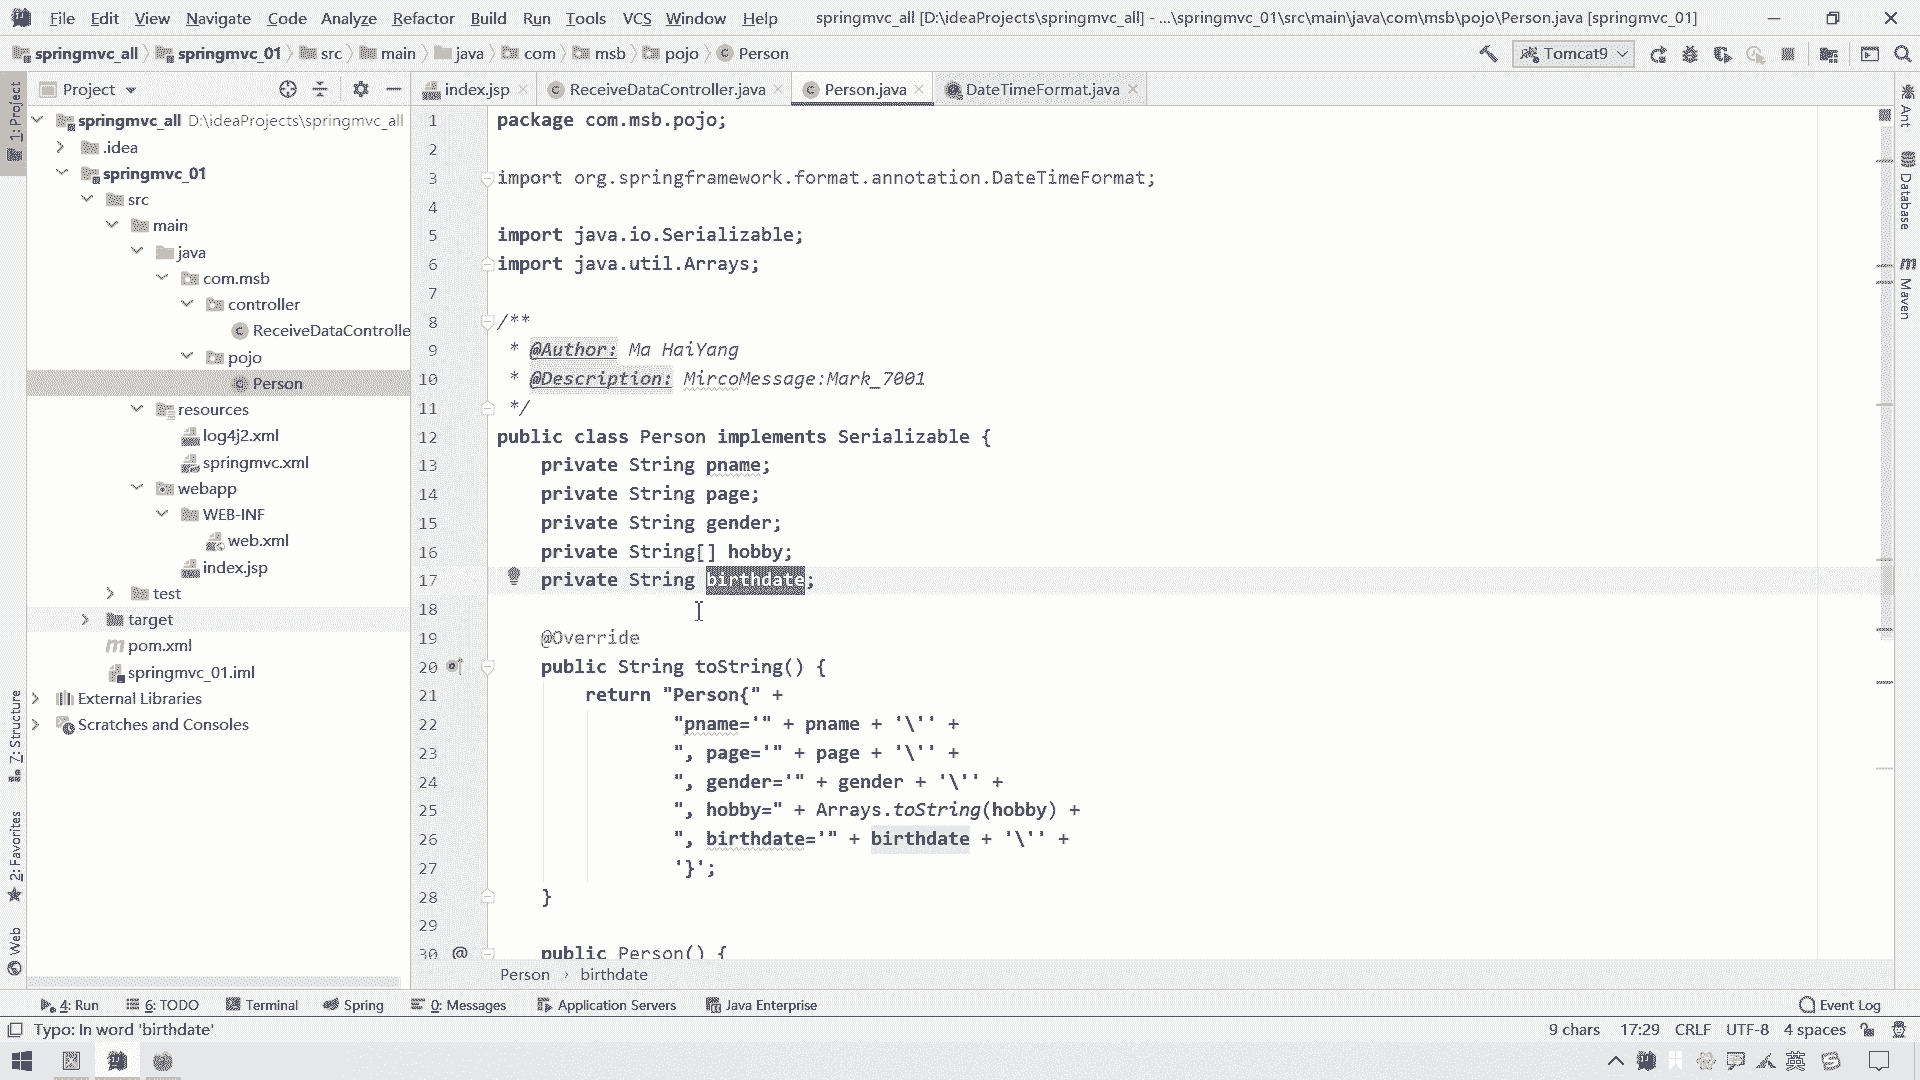 File Edit View Navigate Code Analyze Refactor Build Run Tools VCS Window Help springmvc_all [D:\ideaProjects\springmvc_all] - ...\springmvc_01\src\main\java\com\msb\pojo\Person.java [springmvc_01]
springmvc_all springmvc_01 src main java com msb pojo Person Tomcat9
Project index.jsp ReceiveDataController.java Person.java DateTimeFormat.java
springmvc_all D:\ideaProjects\springmvc_all
.idea
springmvc_01
src
main
java
com.msb
controller
ReceiveDataControlle
pojo
Person
resources
log4j2.xml
springmvc.xml
webapp
WEB-INF
web.xml
index.jsp
test
target
pom.xml
springmvc_01.iml
External Libraries
Scratches and Consoles
1: Project
7: Structure
2: Favorites
Web
1 package com.msb.pojo;
2
3 import org.springframework.format.annotation.DateTimeFormat;
4
5 import java.io.Serializable;
6 import java.util.Arrays;
7
8 /**
9 * @Author: Ma HaiYang
10 * @Description: MircoMessage:Mark_7001
11 */
12 public class Person implements Serializable {
13 private String pname;
14 private String page;
15 private String gender;
16 private String[] hobby;
17 private String birthdate;
18
19 @Override
20 public String toString() {
21 return "Person{" +
22 "pname='" + pname + '\'' +
23 ", page='" + page + '\'' +
24 ", gender='" + gender + '\'' +
25 ", hobby=" + Arrays.toString(hobby) +
26 ", birthdate='" + birthdate + '\'' +
27 '}';
28 }
29
30 @ public Person() {
Person › birthdate
Ant
Database
Maven
4: Run 6: TODO Terminal Spring 0: Messages Application Servers Java Enterprise Event Log
Typo: In word 'birthdate' 9 chars 17:29 CRLF UTF-8 4 spaces
英